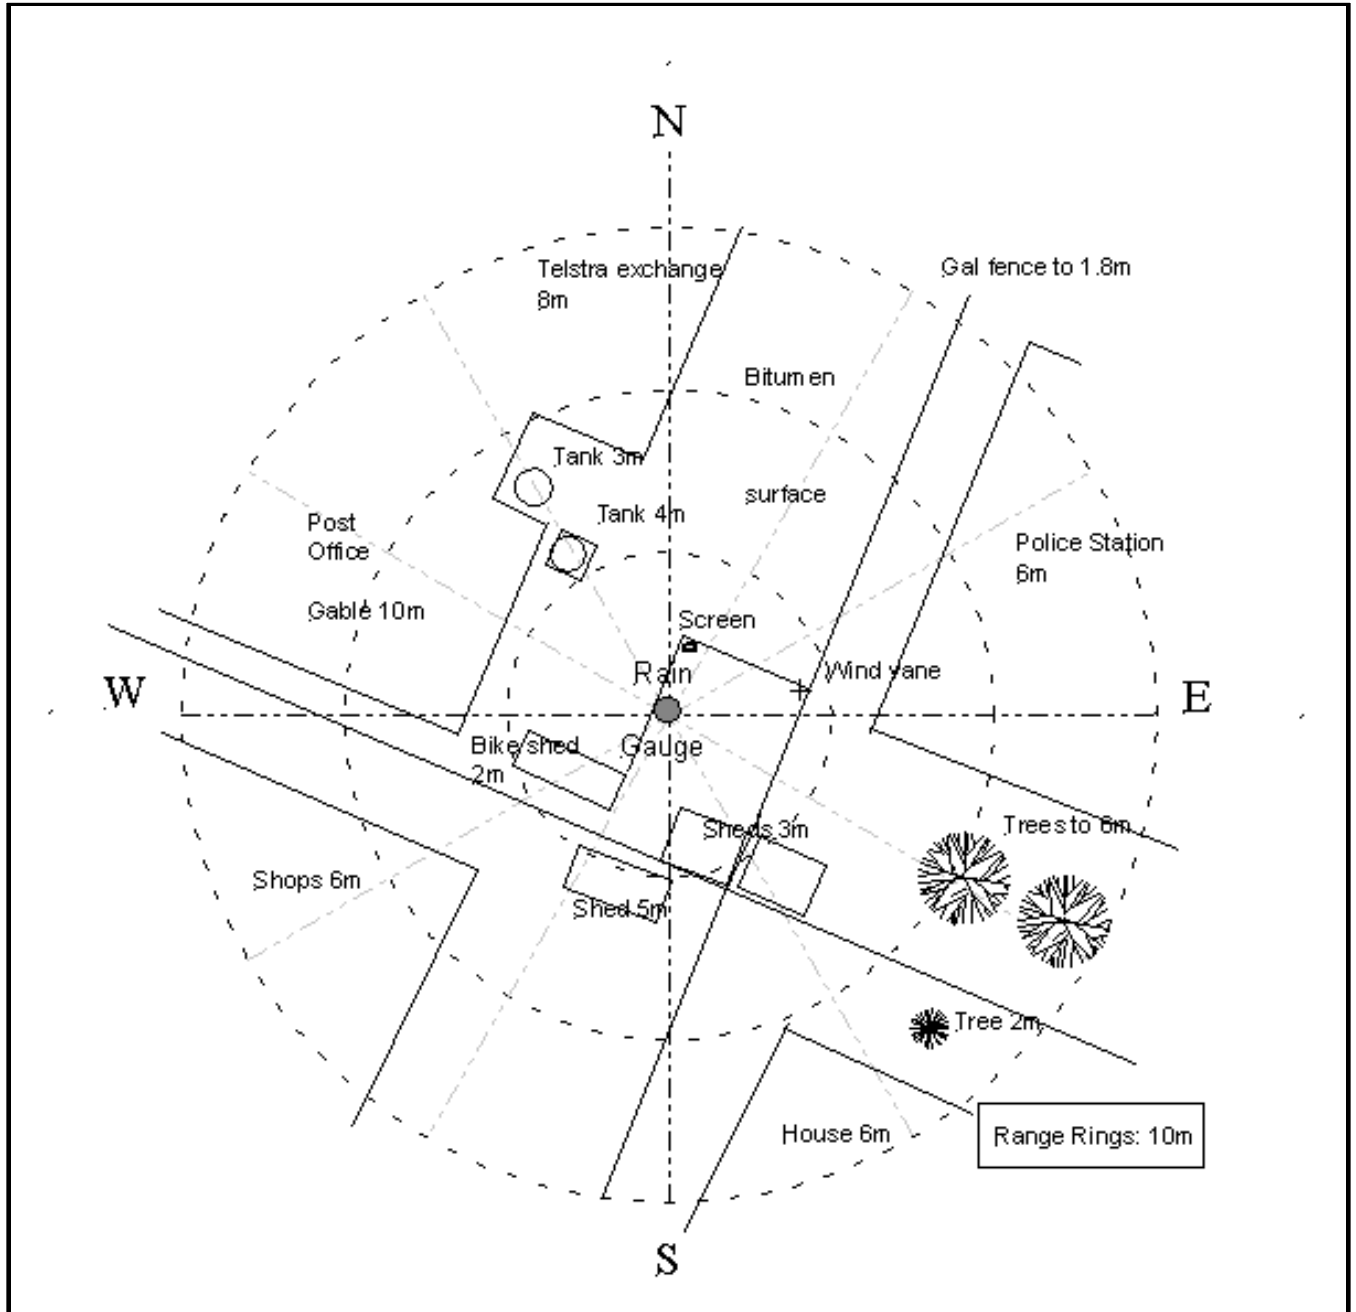 N
Telstra exchange
8m
Gal fence to 1.8m
Bitumen
Tank 3m
surface
Tank 4m
Post
Office
Police Station
6m
Gable 10m
Screen
Rain
Wind vane
W
E
Bike shed
2m
Gauge
Sheds 3m
Trees to 6m
Shops 6m
Shed 5m
Tree 2m
House 6m
Range Rings: 10m
S